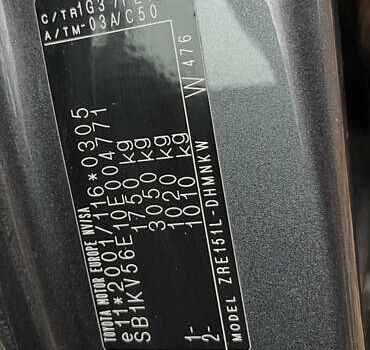 TOYOTA MOTOR EUROPE NV/SA
e11*2001/116*0305
SB1KV56E10E004771
1750 kg
3050 kg
1- 1020 kg
2- 1010 kg
W 476
MODEL ZRE151L-DHMNKW
C/TR 1G3
A/TM-03A/C50